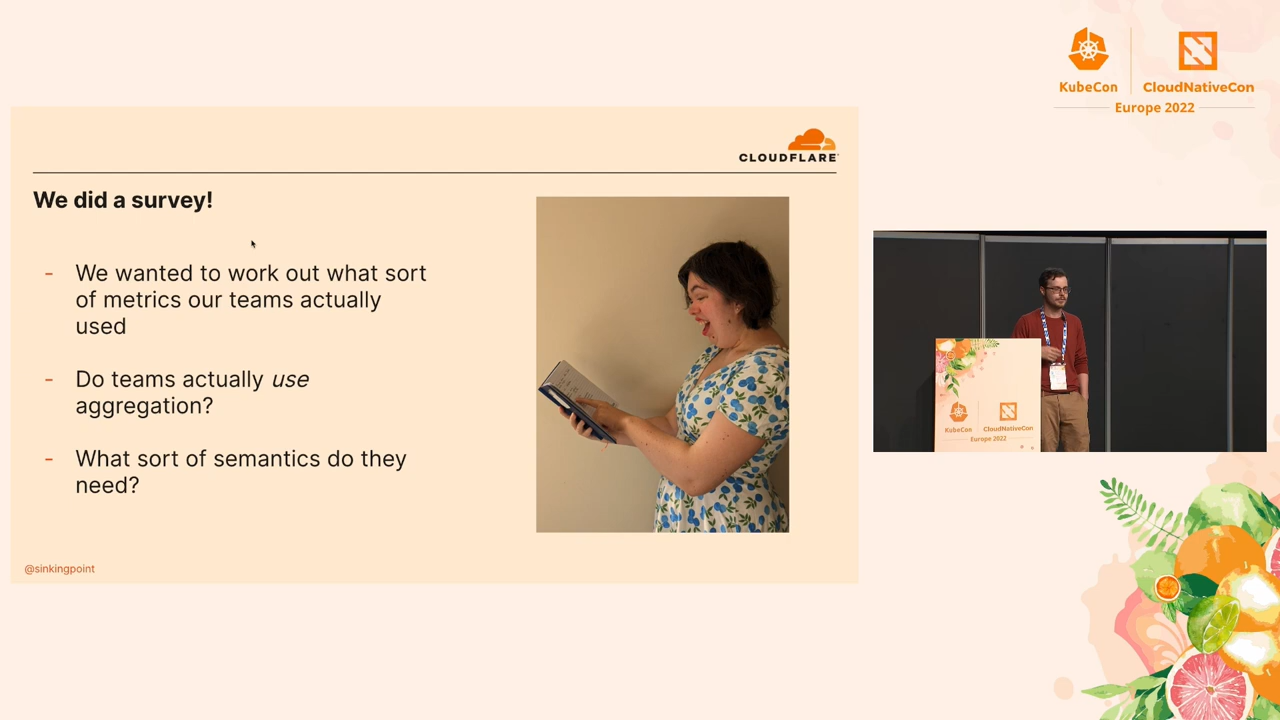 KubeCon
CloudNativeCon
Europe 2022
CLOUDFLARE
We did a survey!
- We wanted to work out what sort
of metrics our teams actually
used
- Do teams actually use
aggregation?
- What sort of semantics do they
need?
@sinkingpoint
KubeCon
CloudNativeCon
Europe 2022